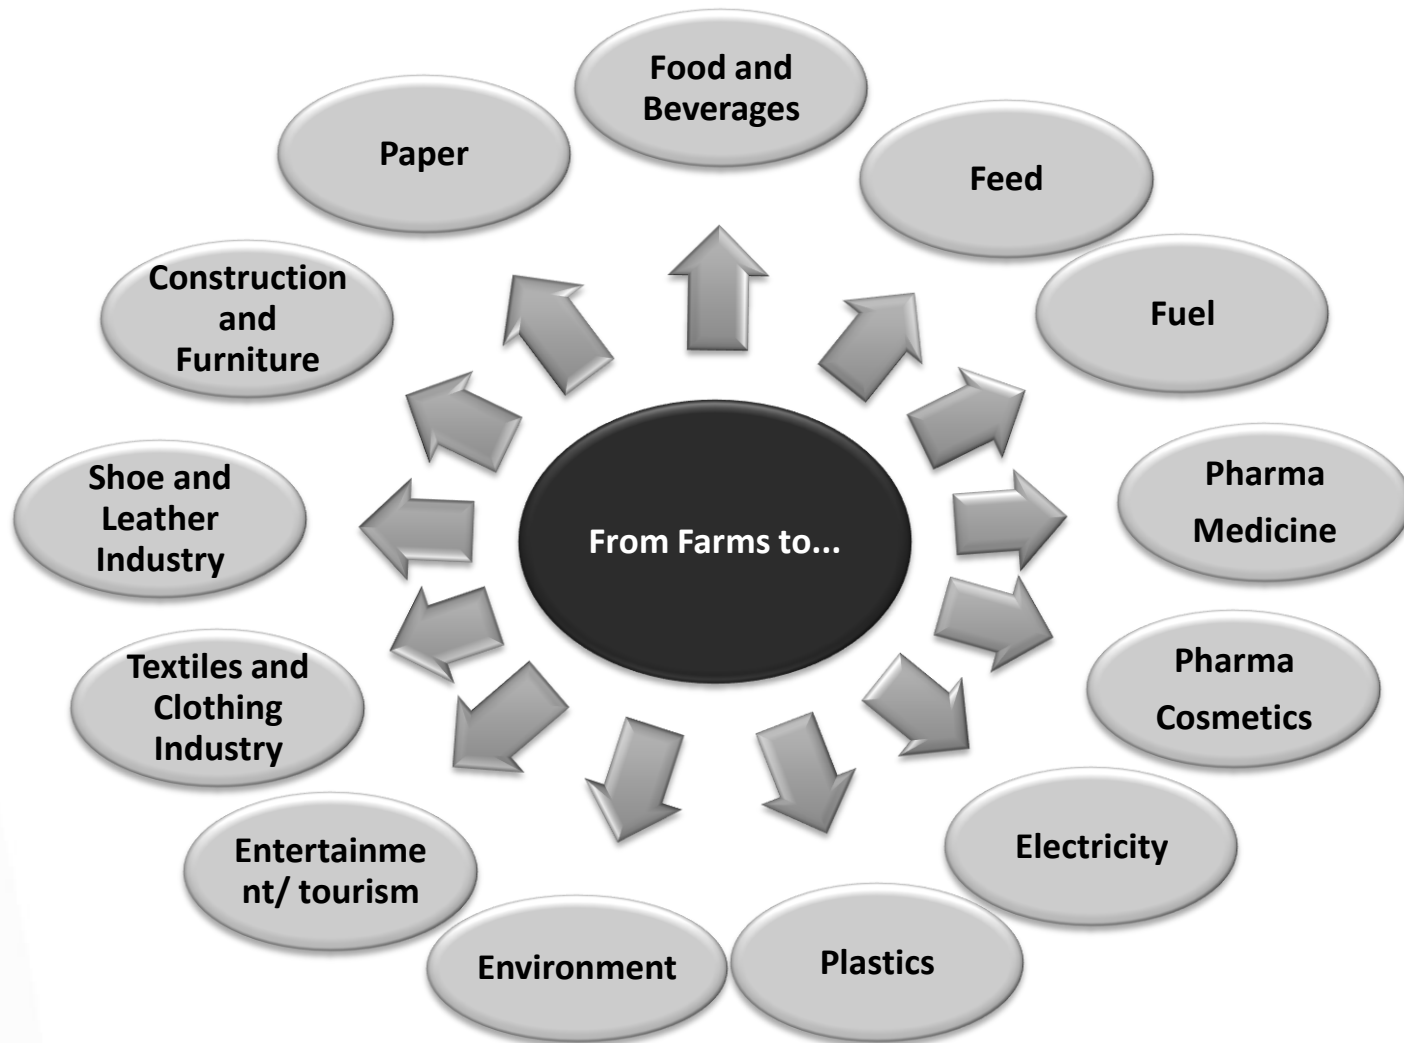 Food and
Beverages
Feed
Fuel
Pharma
Medicine
Pharma
Cosmetics
Electricity
Plastics
Environment
Entertainme
nt/ tourism
Textiles and
Clothing
Industry
Shoe and
Leather
Industry
Construction
and
Furniture
Paper
From Farms to...